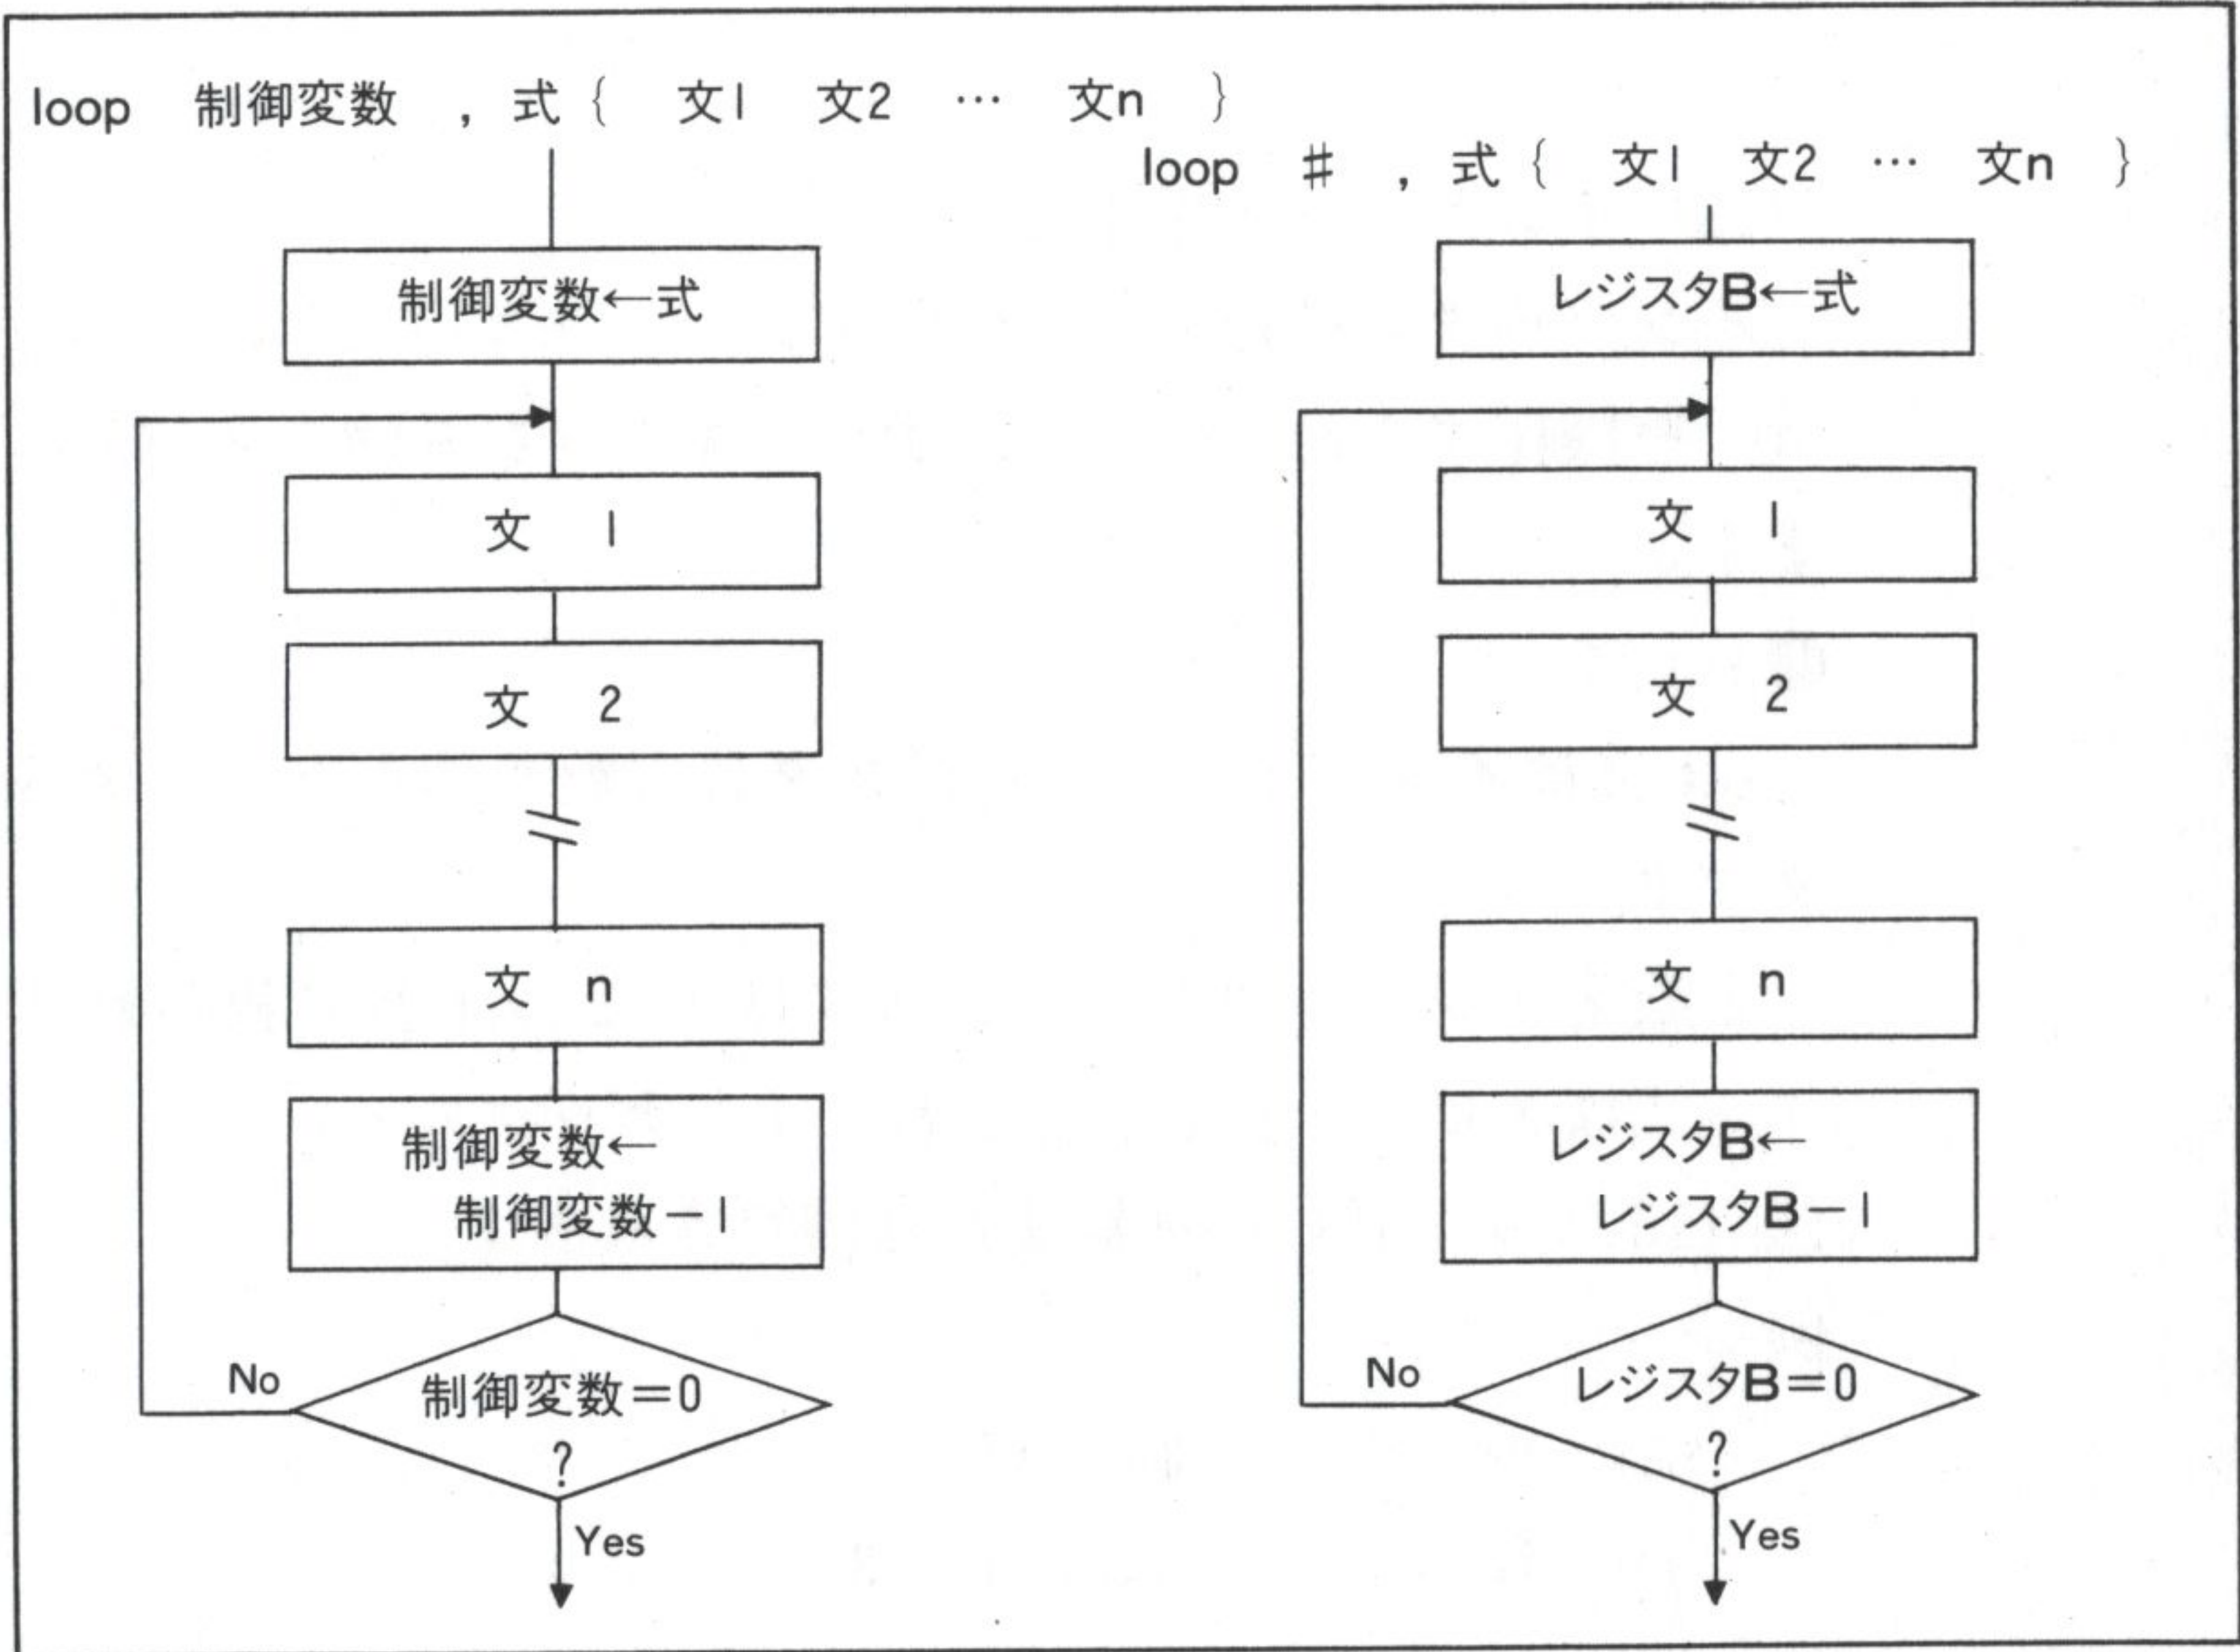 loop 制御変数 , 式 { 文1 文2 … 文n }
制御変数←式
文 1
文 2
文 n
制御変数←
制御変数－1
制御変数＝0
?
No
Yes
loop # , 式 { 文1 文2 … 文n }
レジスタB←式
文 1
文 2
文 n
レジスタB←
レジスタB－1
レジスタB＝0
?
No
Yes